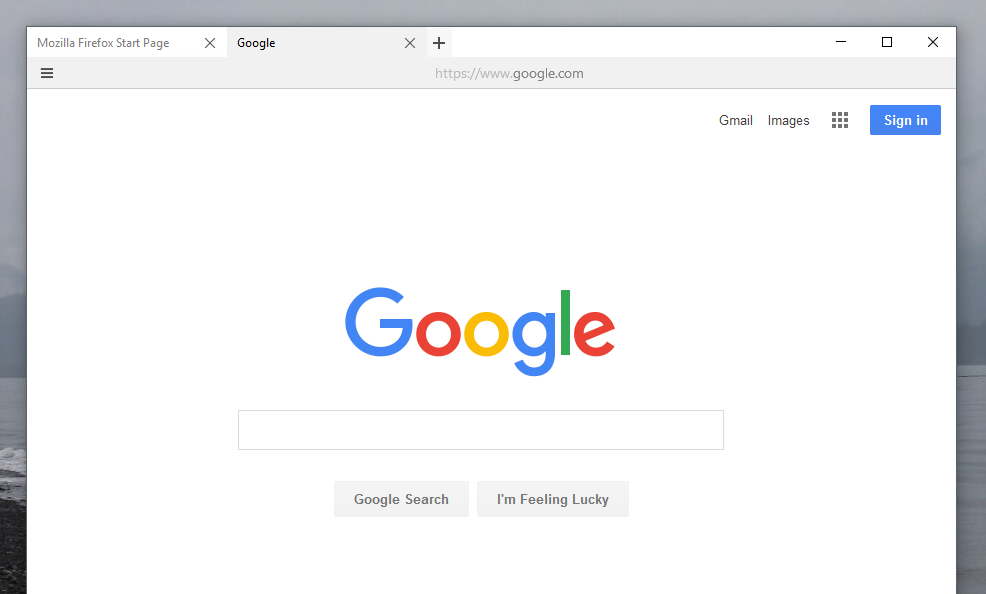 Mozilla Firefox Start Page
Google
https://www.google.com
Gmail Images Sign in
Google
Google Search I'm Feeling Lucky